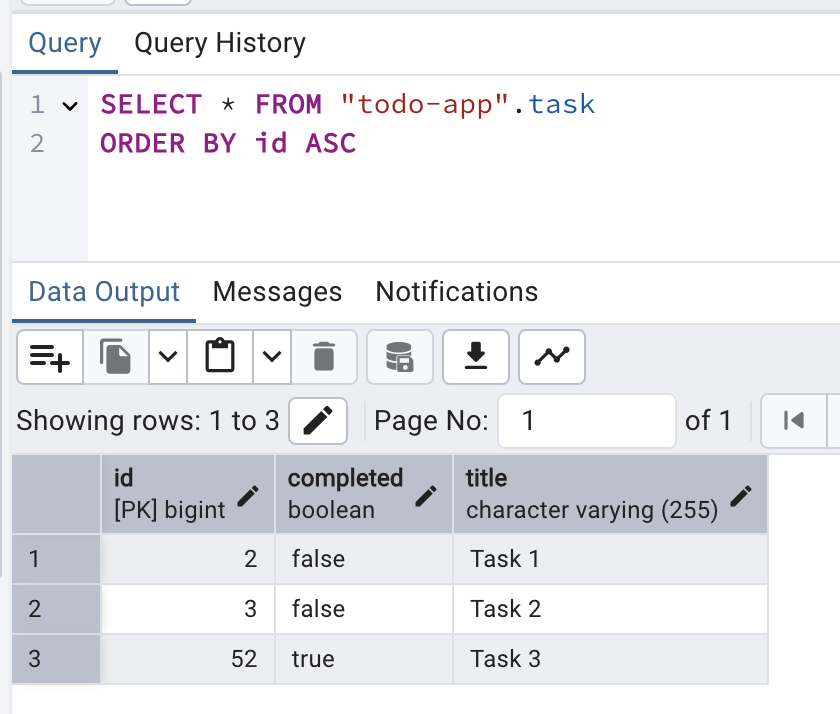 Query Query History
1 SELECT * FROM "todo-app".task
2 ORDER BY id ASC
Data Output Messages Notifications
Showing rows: 1 to 3 Page No: 1 of 1
id completed title
[PK] bigint boolean character varying (255)
1 2 false Task 1
2 3 false Task 2
3 52 true Task 3